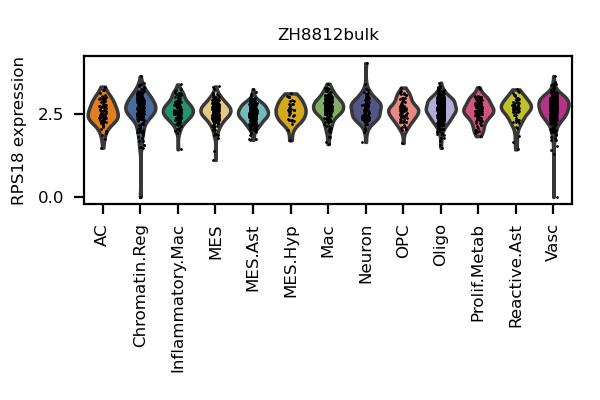 ZH8812bulk
RPS18 expression
2.5
0.0
AC
Chromatin.Reg
Inflammatory.Mac
MES
MES.Ast
MES.Hyp
Mac
Neuron
OPC
Oligo
Prolif.Metab
Reactive.Ast
Vasc